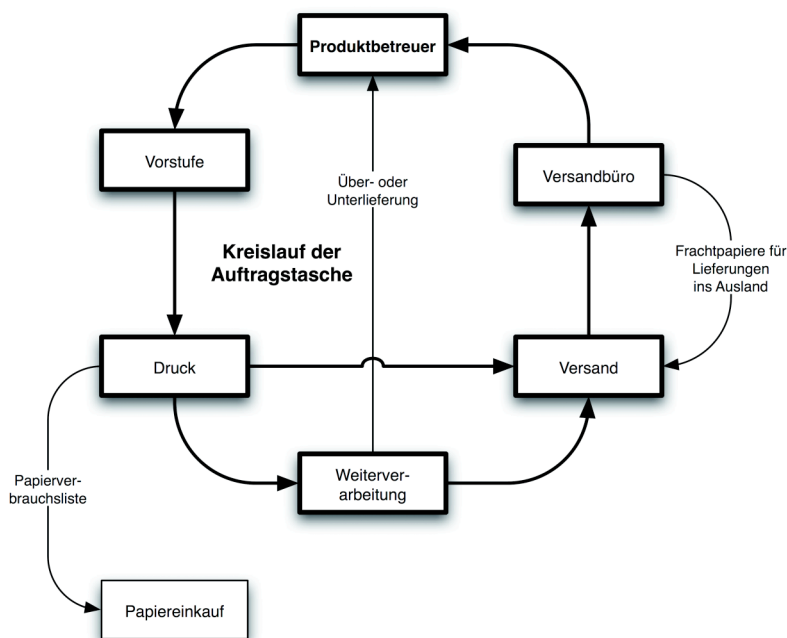 Produktbetreuer
Vorstufe
Versandbüro
Über- oder
Unterlieferung
Kreislauf der
Auftragstasche
Frachtpapiere für
Lieferungen
ins Ausland
Druck
Versand
Weiterver-
arbeitung
Papierver-
brauchsliste
Papiereinkauf